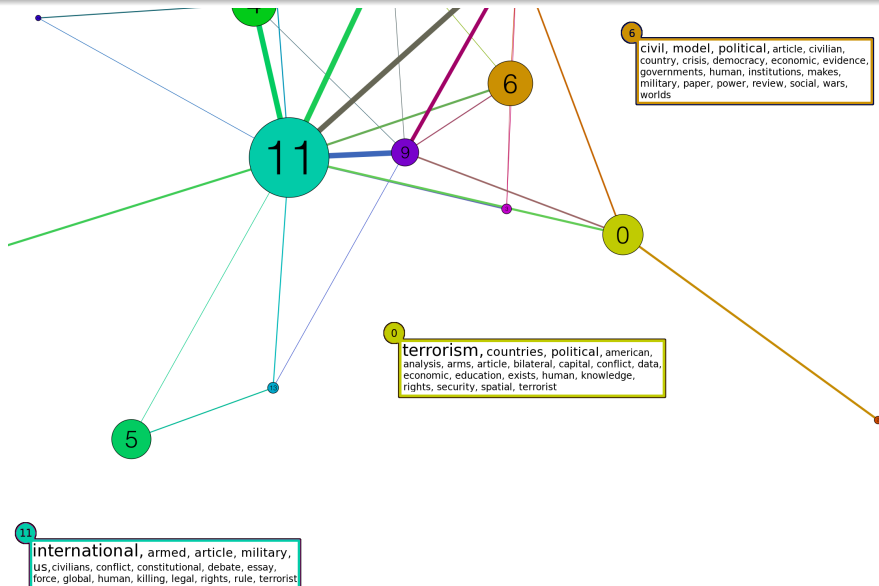 4
6
civil, model, political, article, civilian,
country, crisis, democracy, economic, evidence,
governments, human, institutions, makes,
military, paper, power, review, social, wars,
worlds
6
11
9
0
0
terrorism, countries, political, american,
analysis, arms, article, bilateral, capital, conflict, data,
economic, education, exists, human, knowledge,
rights, security, spatial, terrorist
5
11
international, armed, article, military,
us, civilians, conflict, constitutional, debate, essay,
force, global, human, killing, legal, rights, rule, terrorist